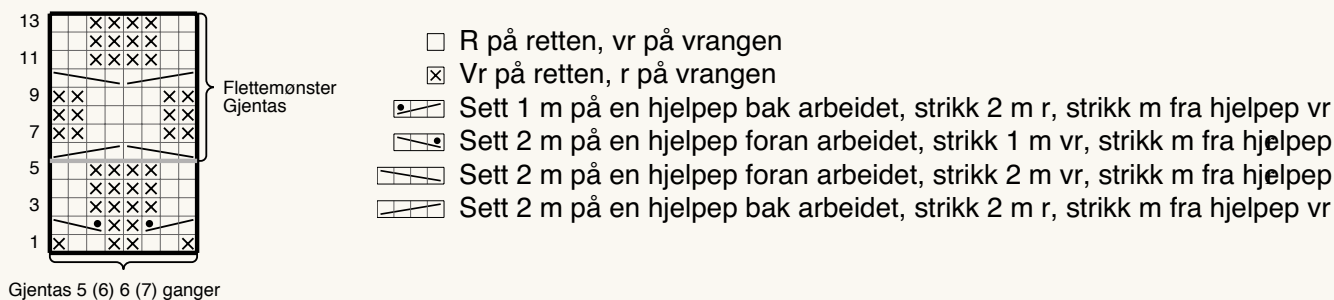 13
11
9
7
5
3
1
Flettemønster
Gjentas
Gjentas 5 (6) 6 (7) ganger
R på retten, vr på vrangen
Vr på retten, r på vrangen
Sett 1 m på en hjelpep bak arbeidet, strikk 2 m r, strikk m fra hjelpep vr
Sett 2 m på en hjelpep foran arbeidet, strikk 1 m vr, strikk m fra hjelpep
Sett 2 m på en hjelpep foran arbeidet, strikk 2 m vr, strikk m fra hjelpep
Sett 2 m på en hjelpep bak arbeidet, strikk 2 m r, strikk m fra hjelpep vr